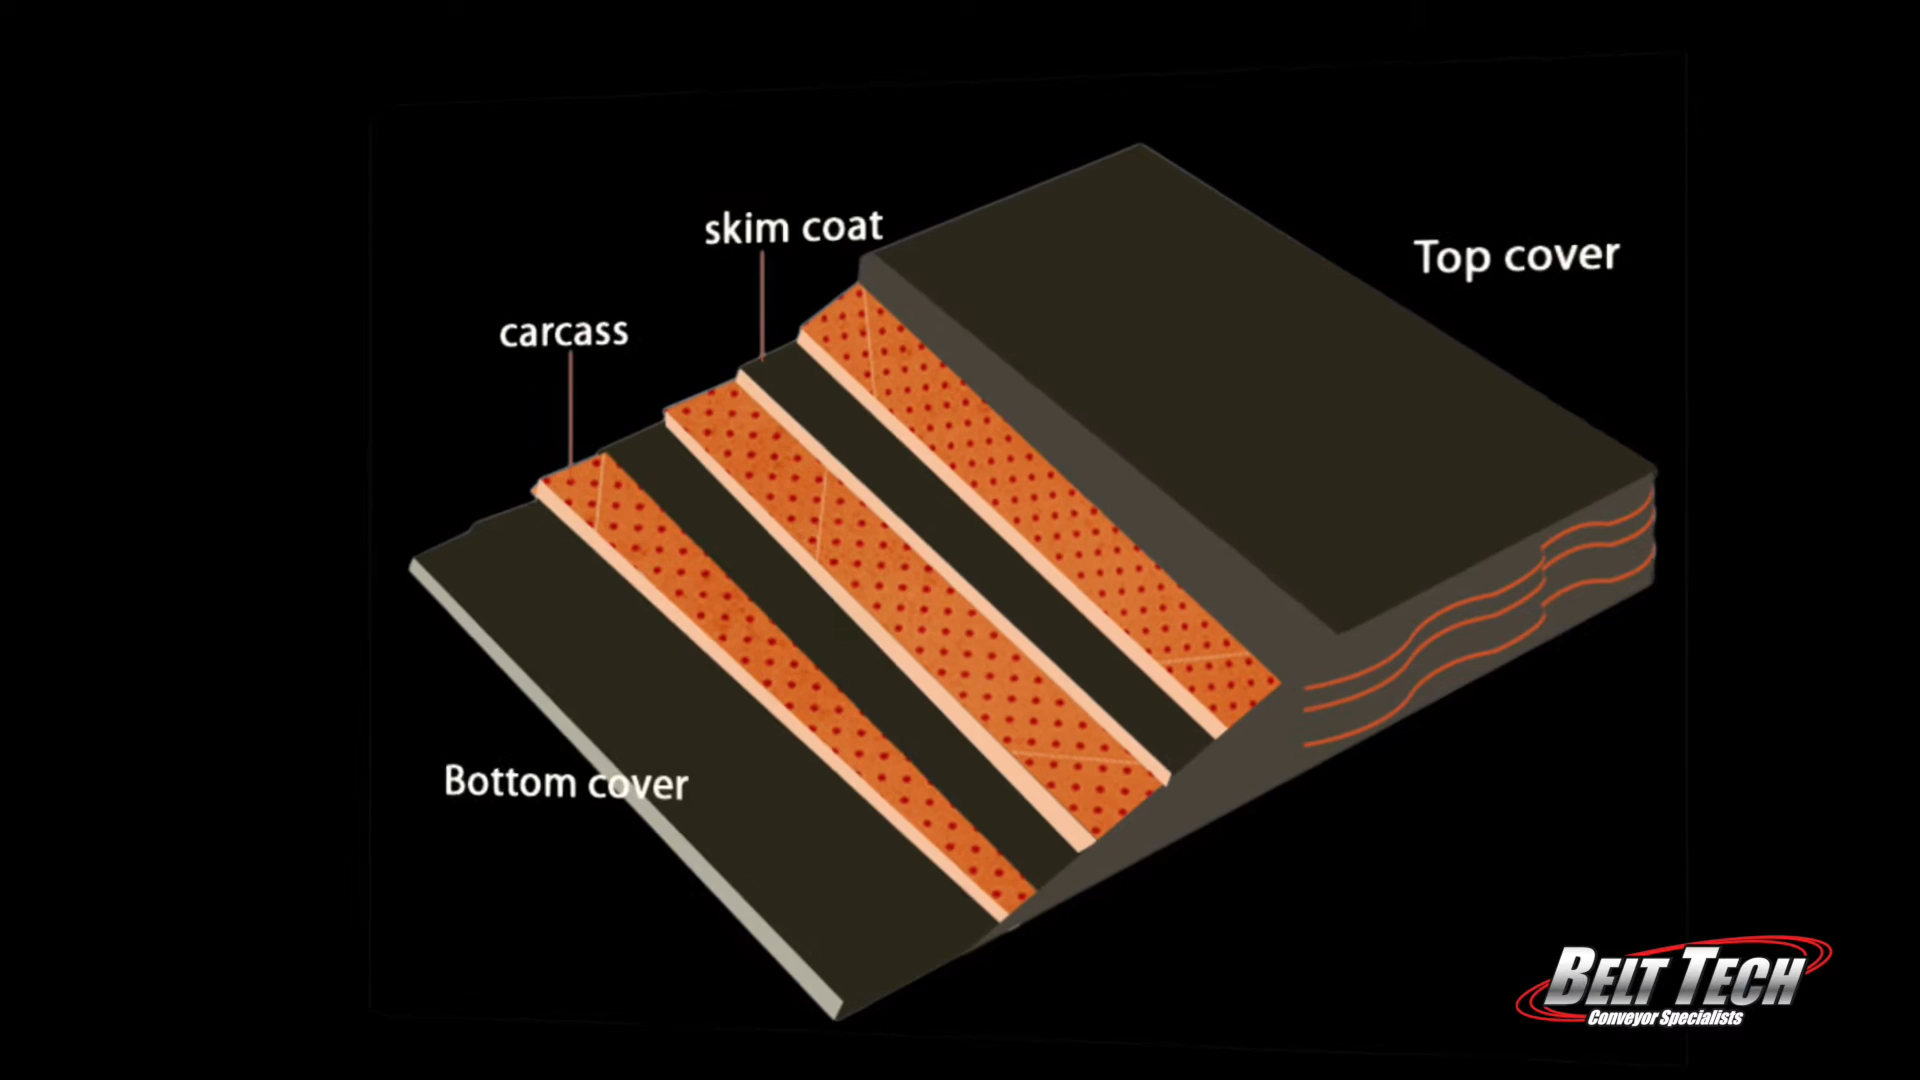 skim coat
Top cover
carcass
Bottom cover
BELT TECH
Conveyor Specialists